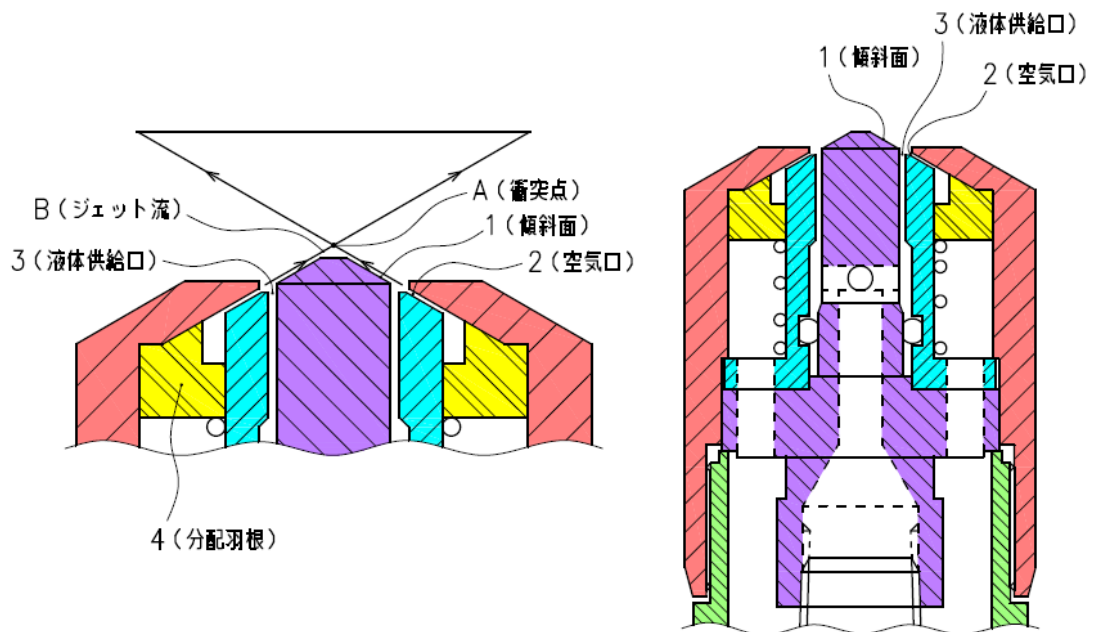 A（衝突点）
B（ジェット流）
1（傾斜面）
3（液体供給口）
2（空気口）
4（分配羽根）
3（液体供給口）
1（傾斜面）
2（空気口）